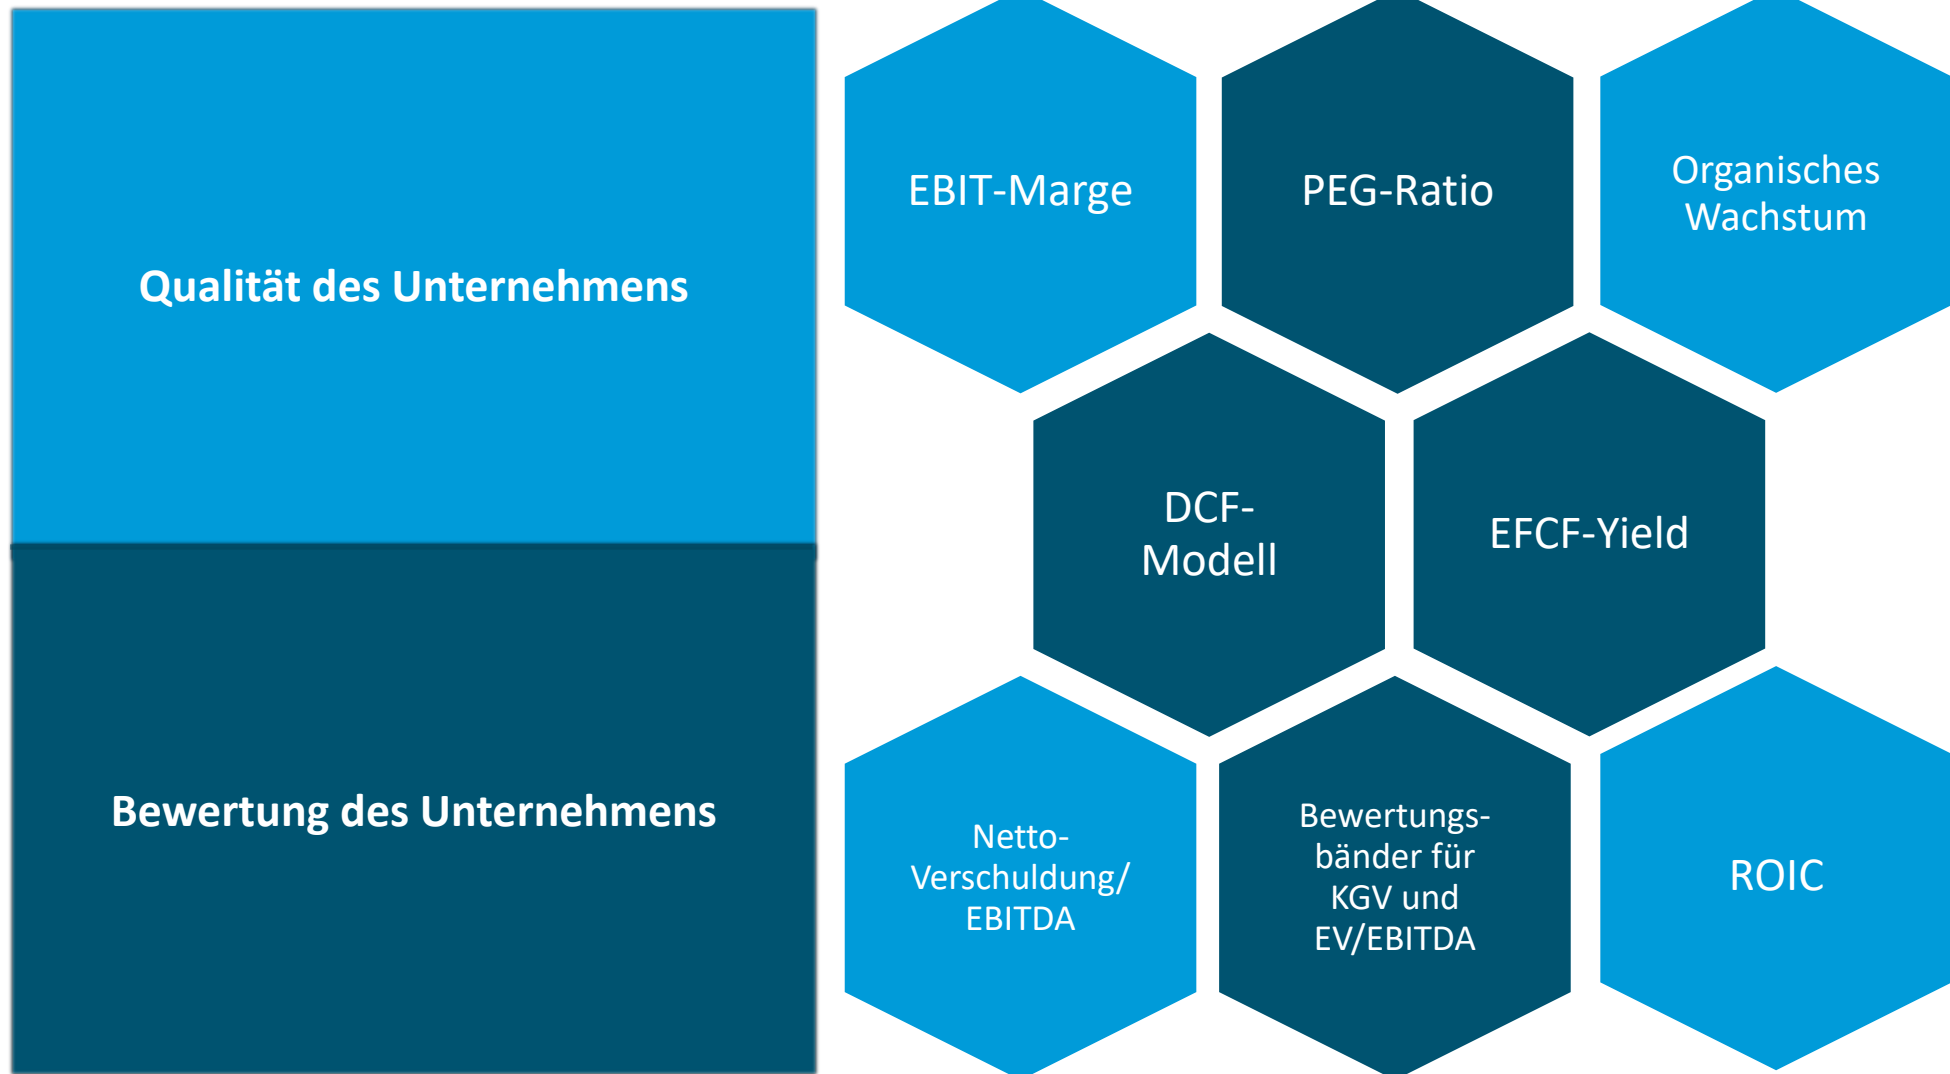 Qualität des Unternehmens
Bewertung des Unternehmens
EBIT-Marge
PEG-Ratio
Organisches
Wachstum
DCF-
Modell
EFCF-Yield
Netto-
Verschuldung/
EBITDA
Bewertungs-
bänder für
KGV und
EV/EBITDA
ROIC